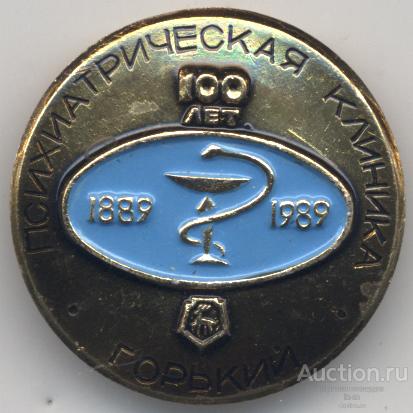 ПСИХИАТРИЧЕСКАЯ КЛИНИКА
100
ЛЕТ
1889 1989
ГОРЬКИЙ
Auction.ru